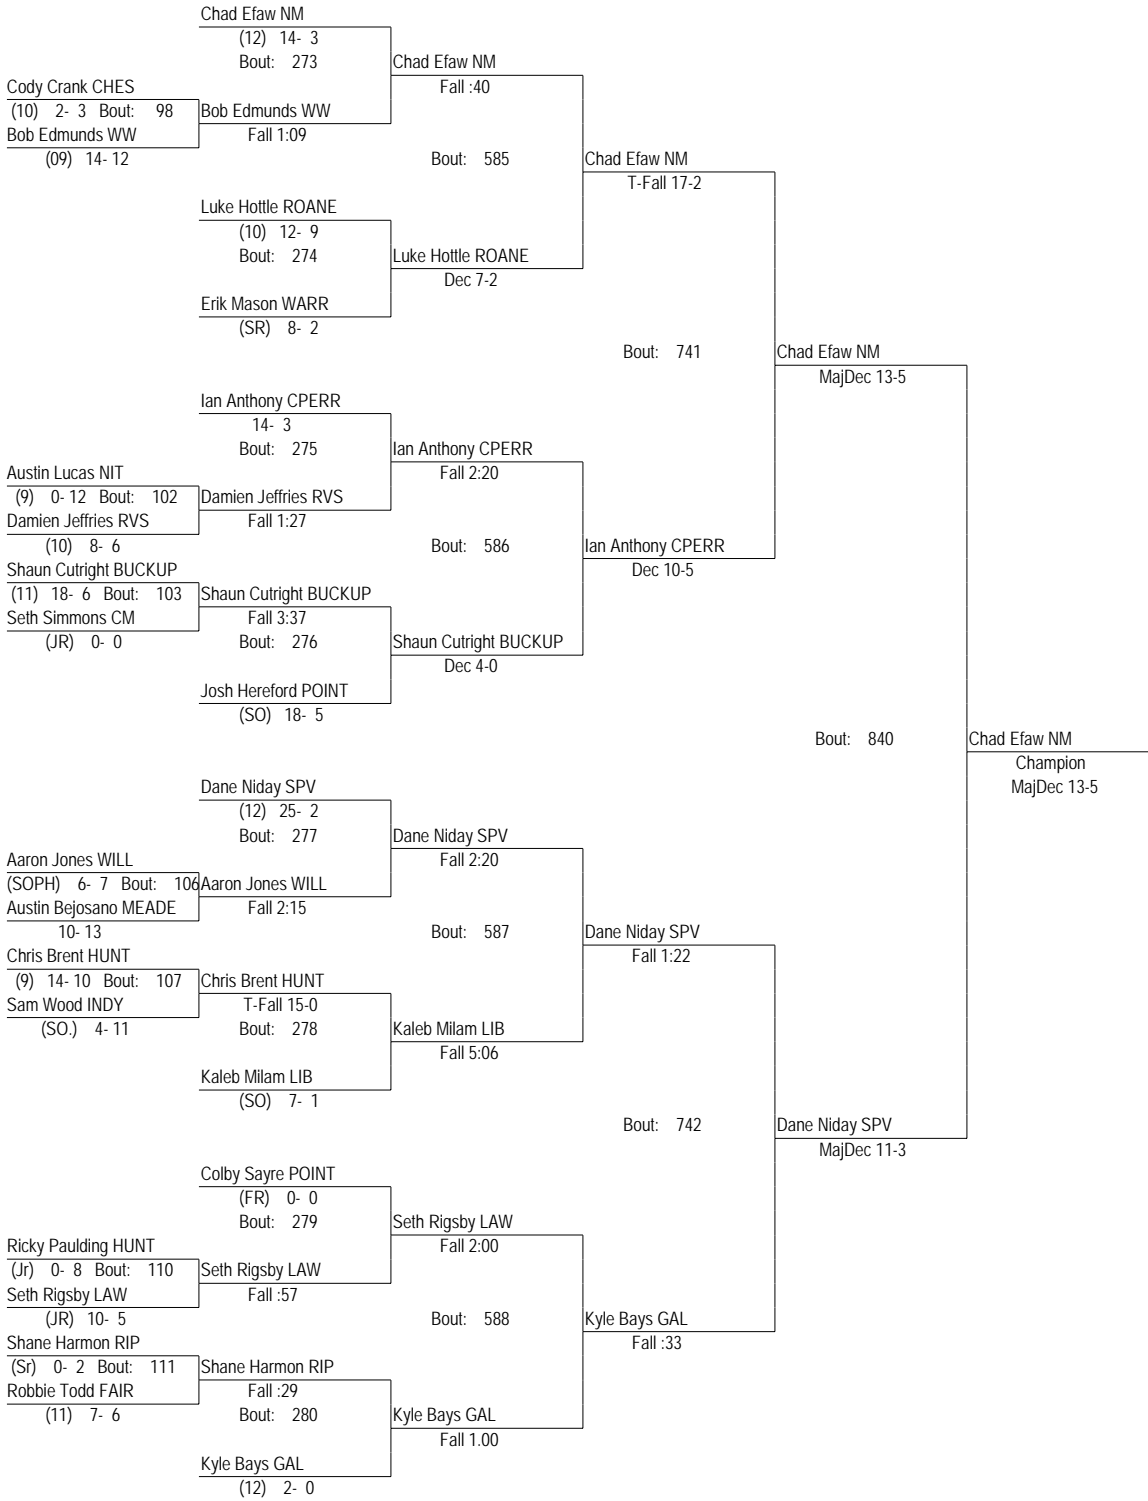 Chad Efaw NM
(12) 14- 3
Bout: 273
Chad Efaw NM
Fall :40
Cody Crank CHES
(10) 2- 3 Bout: 98
Bob Edmunds WW
Bob Edmunds WW
Fall 1:09
(09) 14- 12
Bout: 585
Chad Efaw NM
T-Fall 17-2
Luke Hottle ROANE
(10) 12- 9
Bout: 274
Luke Hottle ROANE
Dec 7-2
Erik Mason WARR
(SR) 8- 2
Bout: 741
Chad Efaw NM
MajDec 13-5
Ian Anthony CPERR
14- 3
Bout: 275
Ian Anthony CPERR
Fall 2:20
Austin Lucas NIT
(9) 0- 12 Bout: 102
Damien Jeffries RVS
Damien Jeffries RVS
Fall 1:27
(10) 8- 6
Bout: 586
Ian Anthony CPERR
Dec 10-5
Shaun Cutright BUCKUP
(11) 18- 6 Bout: 103
Shaun Cutright BUCKUP
Seth Simmons CM
Fall 3:37
(JR) 0- 0
Bout: 276
Shaun Cutright BUCKUP
Dec 4-0
Josh Hereford POINT
(SO) 18- 5
Bout: 840
Chad Efaw NM
Champion
MajDec 13-5
Dane Niday SPV
(12) 25- 2
Bout: 277
Dane Niday SPV
Fall 2:20
Aaron Jones WILL
(SOPH) 6- 7 Bout: 106
Aaron Jones WILL
Austin Bejosano MEADE
Fall 2:15
10- 13
Bout: 587
Dane Niday SPV
Fall 1:22
Chris Brent HUNT
(9) 14- 10 Bout: 107
Chris Brent HUNT
Sam Wood INDY
T-Fall 15-0
(SO.) 4- 11
Bout: 278
Kaleb Milam LIB
Fall 5:06
Kaleb Milam LIB
(SO) 7- 1
Bout: 742
Dane Niday SPV
MajDec 11-3
Colby Sayre POINT
(FR) 0- 0
Bout: 279
Seth Rigsby LAW
Fall 2:00
Ricky Paulding HUNT
(Jr) 0- 8 Bout: 110
Seth Rigsby LAW
Seth Rigsby LAW
Fall :57
(JR) 10- 5
Bout: 588
Kyle Bays GAL
Fall :33
Shane Harmon RIP
(Sr) 0- 2 Bout: 111
Shane Harmon RIP
Robbie Todd FAIR
Fall :29
(11) 7- 6
Bout: 280
Kyle Bays GAL
Fall 1.00
Kyle Bays GAL
(12) 2- 0